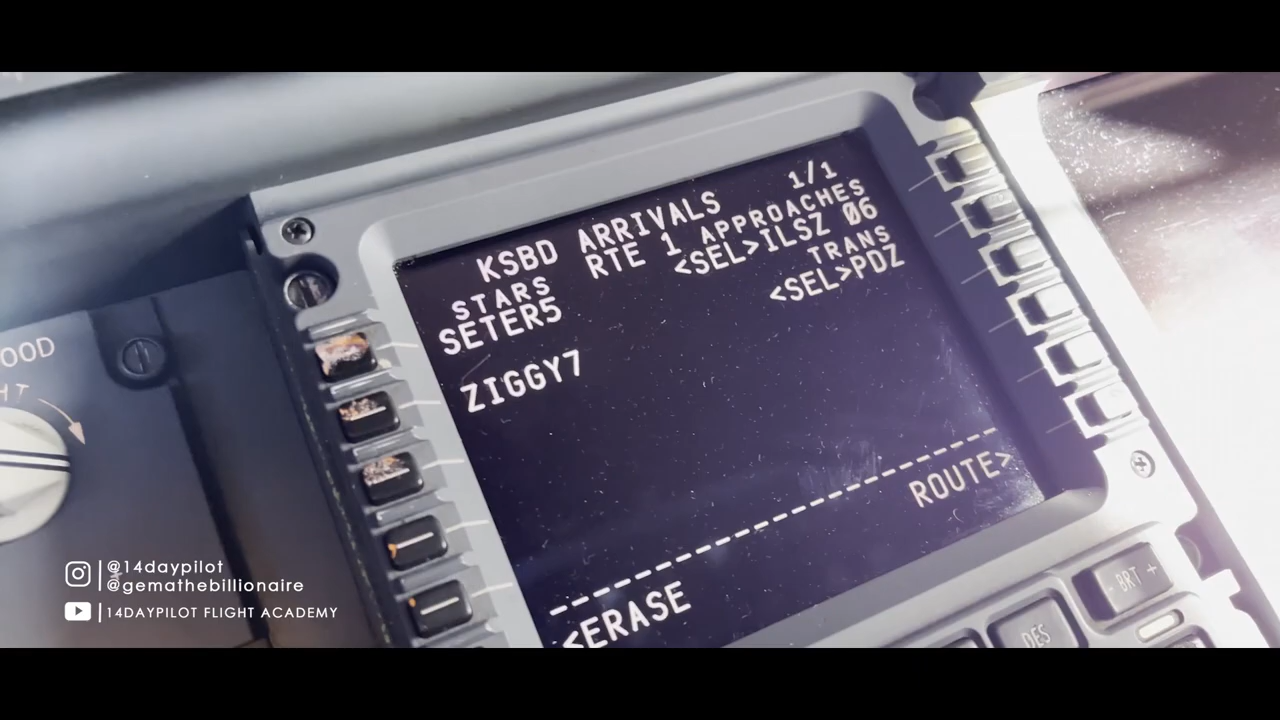 KSBD ARRIVALS 1/1
STARS RTE 1 APPROACHES
SETER5 <SEL>ILSZ 06
TRANS
ZIGGY7 <SEL>PDZ
ROUTE>
<ERASE
BRT +
DES
OOD
HT
@14daypilot
@gemathebillionaire
14DAYPILOT FLIGHT ACADEMY